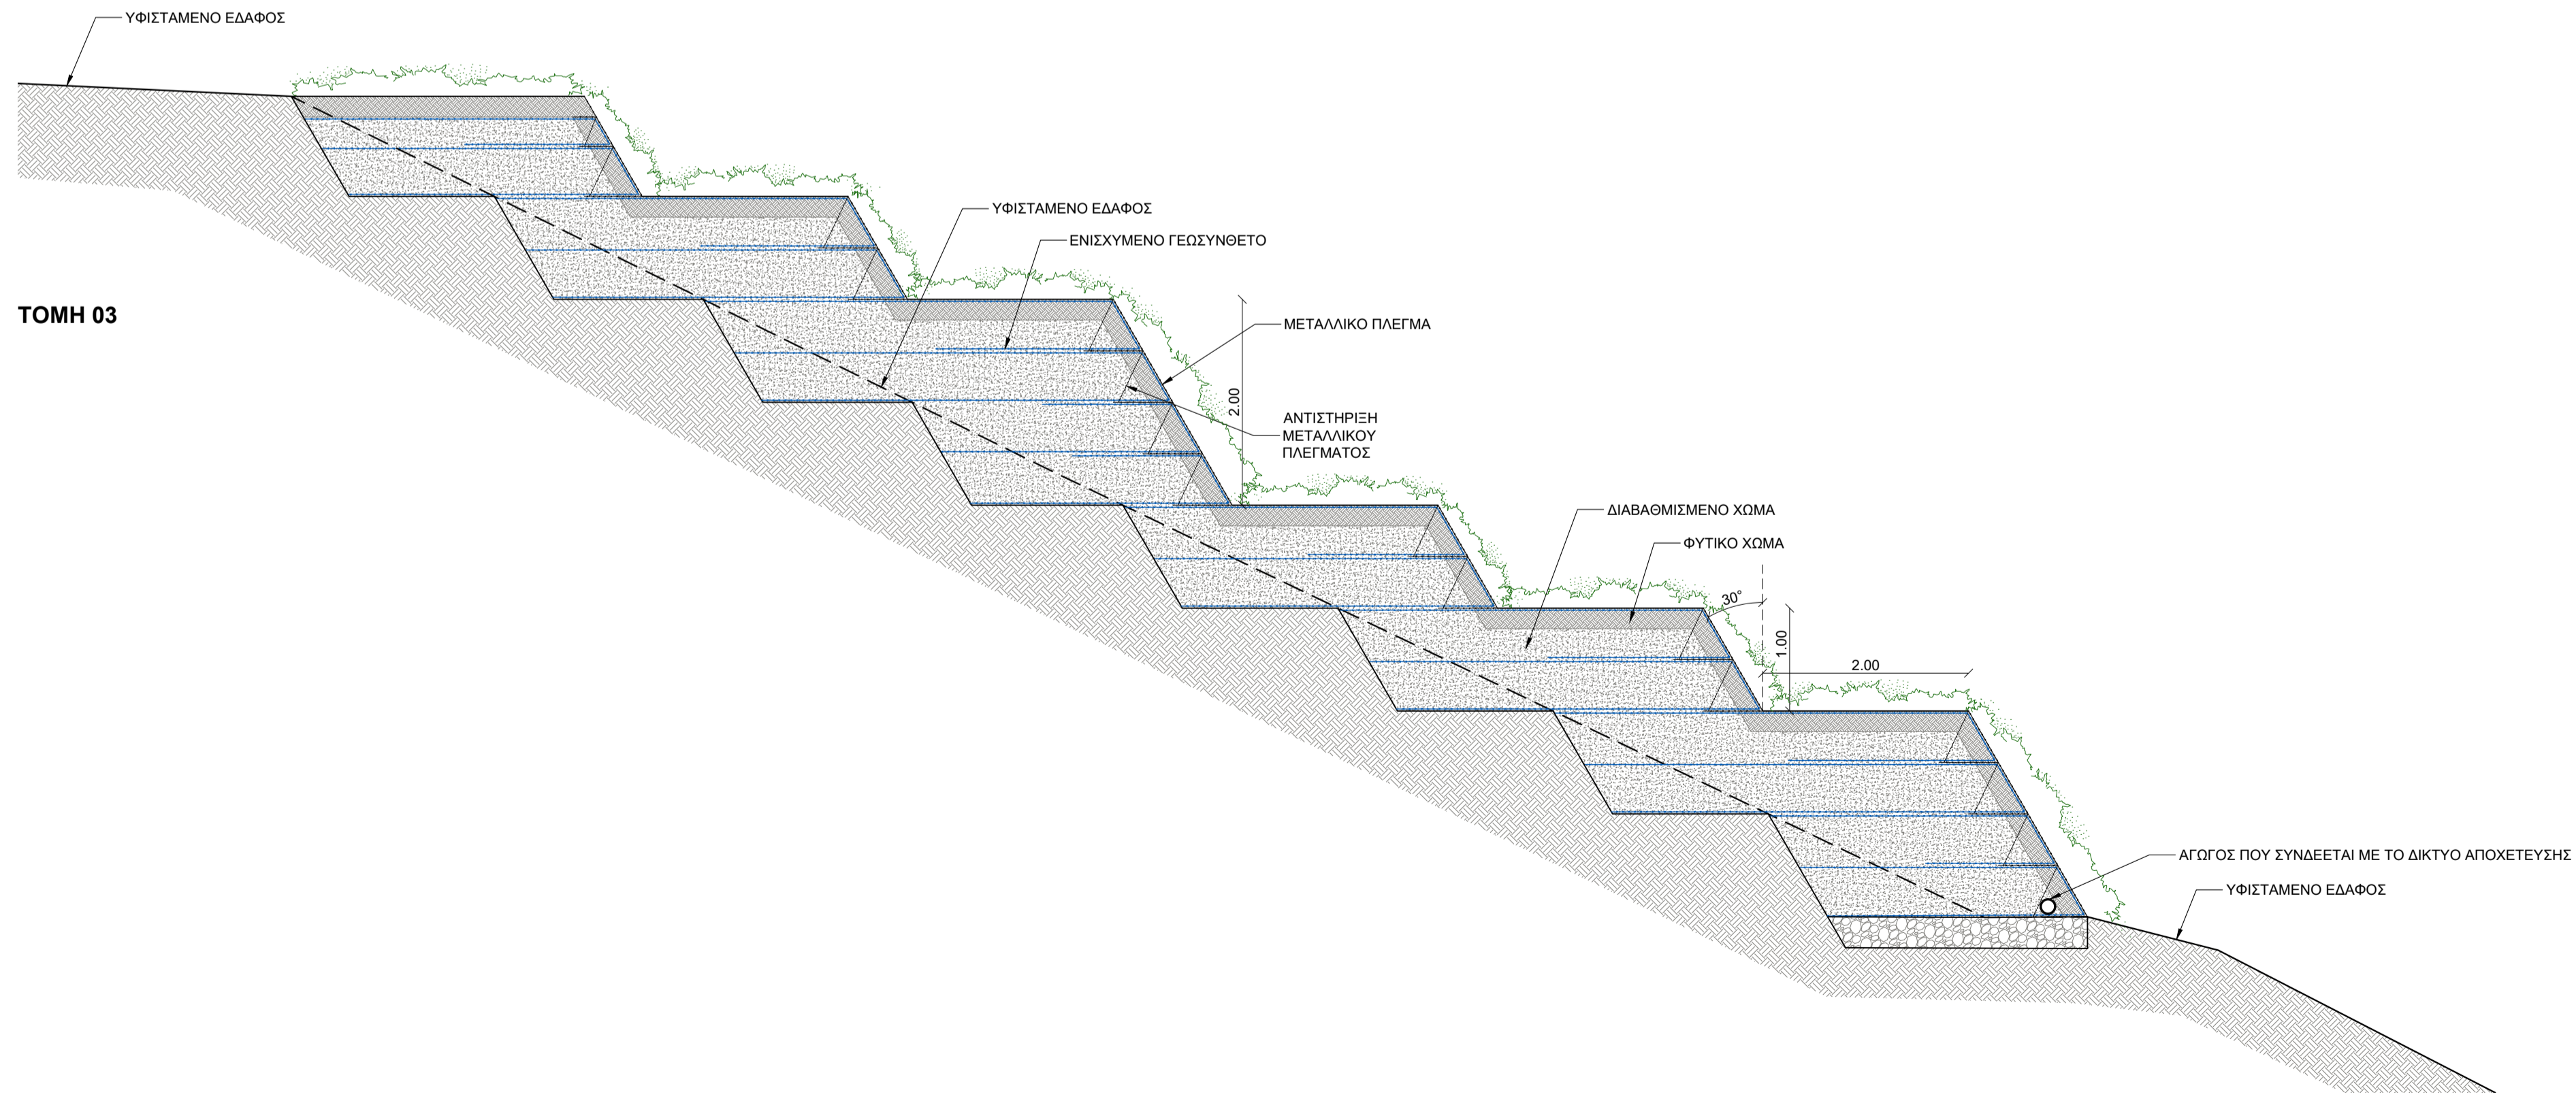 ΥΦΙΣΤΑΜΕΝΟ ΕΔΑΦΟΣ
ΥΦΙΣΤΑΜΕΝΟ ΕΔΑΦΟΣ
ΕΝΙΣΧΥΜΕΝΟ ΓΕΩΣΥΝΘΕΤΟ
ΤΟΜΗ 03
ΜΕΤΑΛΛΙΚΟ ΠΛΕΓΜΑ
2.00
ΑΝΤΙΣΤΗΡΙΞΗ
ΜΕΤΑΛΛΙΚΟΥ
ΠΛΕΓΜΑΤΟΣ
ΔΙΑΒΑΘΜΙΣΜΕΝΟ ΧΩΜΑ
ΦΥΤΙΚΟ ΧΩΜΑ
30°
1.00
2.00
ΑΓΩΓΟΣ ΠΟΥ ΣΥΝΔΕΕΤΑΙ ΜΕ ΤΟ ΔΙΚΤΥΟ ΑΠΟΧΕΤΕΥΣΗΣ
ΥΦΙΣΤΑΜΕΝΟ ΕΔΑΦΟΣ